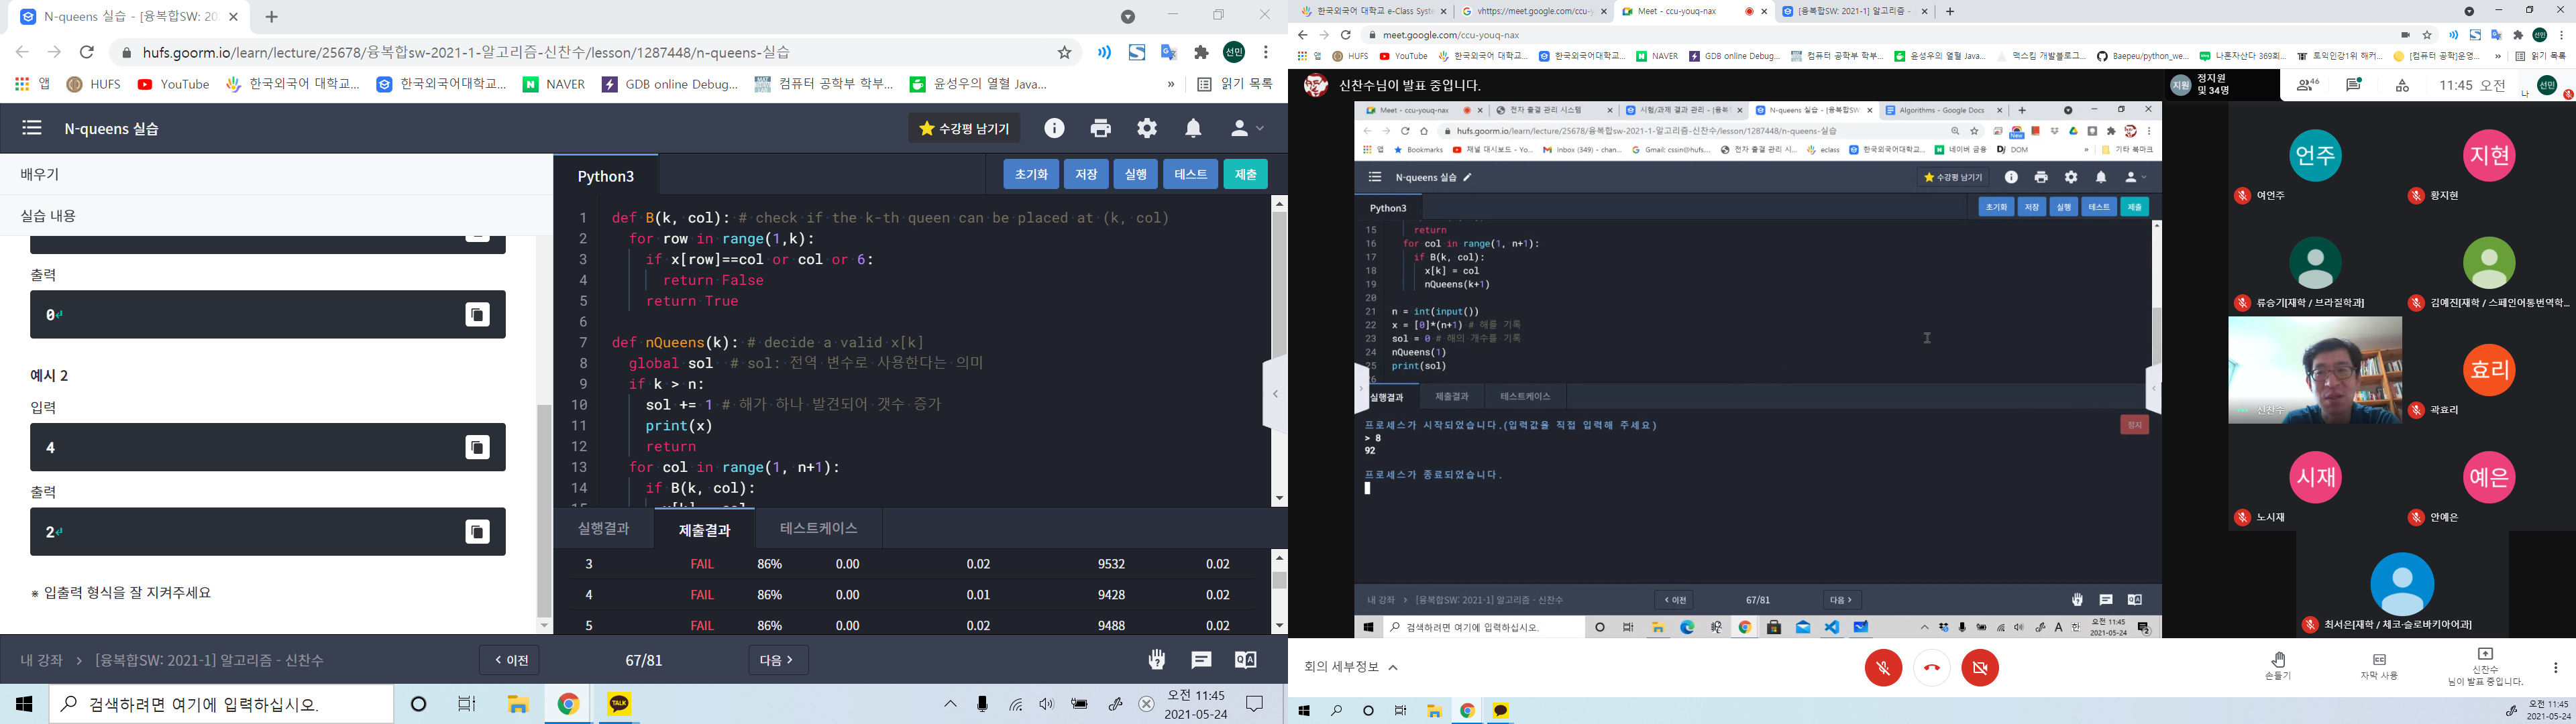 N-queens 실습 - [융복합SW: 20
hufs.goorm.io/learn/lecture/25678/융복합sw-2021-1-알고리즘-신찬수/lesson/1287448/n-queens-실습
앱 HUFS YouTube 한국외국어 대학교... 한국외국어대학교... NAVER GDB online Debug... 컴퓨터 공학부 학부... 윤성우의 열혈 Java... » 읽기 목록
N-queens 실습
수강평 남기기
배우기
실습 내용
출력
0↵
예시 2
입력
4
출력
2↵
※ 입출력 형식을 잘 지켜주세요
Python3
초기화 저장 실행 테스트 제출
1 def B(k, col): # check if the k-th queen can be placed at (k, col)
2 for row in range(1,k):
3 if x[row]==col or col or 6:
4 return False
5 return True
6
7 def nQueens(k): # decide a valid x[k]
8 global sol # sol: 전역 변수로 사용한다는 의미
9 if k > n:
10 sol += 1 # 해가 하나 발견되어 갯수 증가
11 print(x)
12 return
13 for col in range(1, n+1):
14 if B(k, col):
실행결과 제출결과 테스트케이스
3 FAIL 86% 0.00 0.02 9532 0.02
4 FAIL 86% 0.00 0.01 9428 0.02
5 FAIL 86% 0.00 0.02 9488 0.02
내 강좌 > [융복합SW: 2021-1] 알고리즘 - 신찬수
< 이전 67/81 다음 >
검색하려면 여기에 입력하십시오.
TALK
오전 11:45
2021-05-24
한국외국어 대학교 e-Class Syste
vhttps://meet.google.com/ccu-y
Meet - ccu-youq-nax
[융복합SW: 2021-1] 알고리즘 -
meet.google.com/ccu-youq-nax
앱 HUFS YouTube 한국외국어 대학교... 한국외국어대학교... NAVER GDB online Debug... 컴퓨터 공학부 학부... 윤성우의 열혈 Java... 맥스킹 개발블로그... Baepeu/python_we... 나혼자산다 369회... 토익인강1위 해커... [컴퓨터 공학]운영... » 읽기 목록
신찬수님이 발표 중입니다.
지원 정지원
및 34명
46
11:45 오전
나
선민
Meet - ccu-youq-nax
전자 출결 관리 시스템
시험/과제 결과 관리 - [융복
N-queens 실습 - [융복합SW:
Algorithms - Google Docs
hufs.goorm.io/learn/lecture/25678/융복합sw-2021-1-알고리즘-신찬수/lesson/1287448/n-queens-실습
앱 Bookmarks 채널 대시보드 - Yo... Inbox (349) - chan... Gmail: cssin@hufs.... 전자 출결 관리 시... eclass 한국외국어대학교... 네이버 금융 DOM » 기타 북마크
N-queens 실습
수강평 남기기
Python3
초기화 저장 실행 테스트 제출
15 return
16 for col in range(1, n+1):
17 if B(k, col):
18 x[k] = col
19 nQueens(k+1)
20
21 n = int(input())
22 x = [0]*(n+1) # 해를 기록
23 sol = 0 # 해의 개수를 기록
24 nQueens(1)
25 print(sol)
실행결과 제출결과 테스트케이스
프로세스가 시작되었습니다.(입력값을 직접 입력해 주세요)
정지
> 8
92
프로세스가 종료되었습니다.
내 강좌 > [융복합SW: 2021-1] 알고리즘 - 신찬수
< 이전 67/81 다음 >
검색하려면 여기에 입력하십시오.
A 한
오전 11:45
2021-05-24
언주
여언주
지현
황지현
류승기[재학 / 브라질학과]
김예진[재학 / 스페인어통번역학...
신찬수
효리
곽효리
시재
노시재
예은
안예은
최서은[재학 / 체코·슬로바키아어과]
회의 세부정보
손들기
자막 사용
신찬수
님이 발표 중입니다.
오전 11:45
2021-05-24